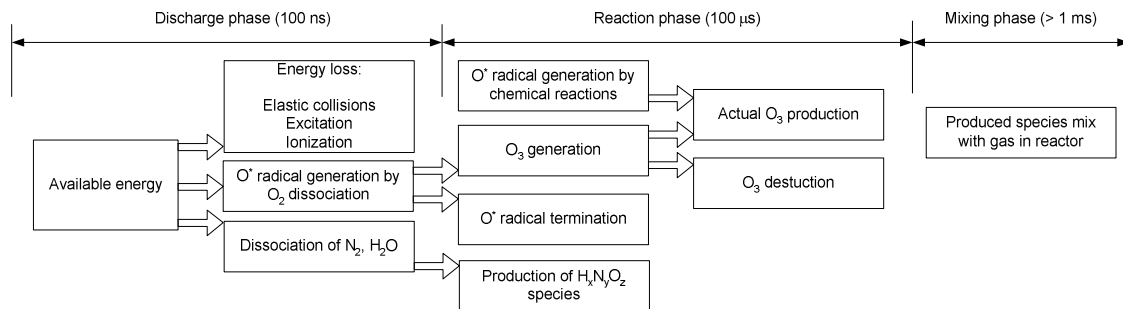 Discharge phase (100 ns)
Reaction phase (100 μs)
Mixing phase (> 1 ms)
Energy loss:
Elastic collisions
Excitation
Ionization
Available energy
O* radical generation by
O₂ dissociation
Dissociation of N₂, H₂O
O* radical generation by
chemical reactions
O₃ generation
O* radical termination
Production of HₓNᵧO_z
species
Actual O₃ production
O₃ destuction
Produced species mix
with gas in reactor